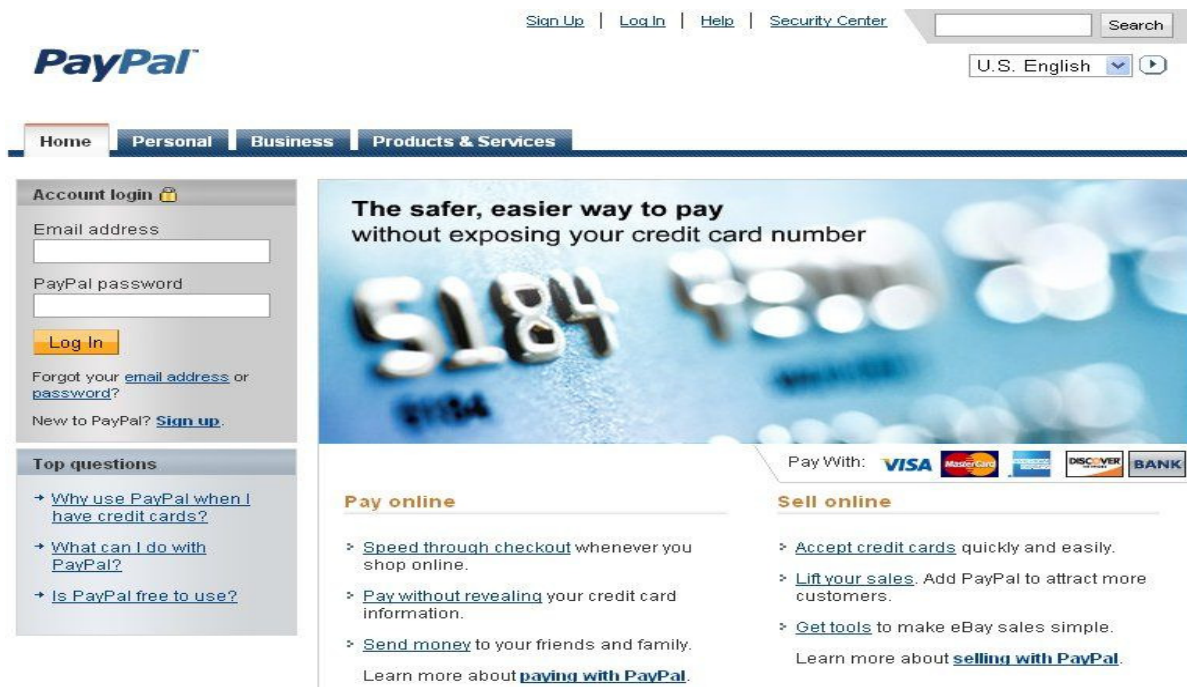 Sign Up | Log In | Help | Security Center
Search
PayPal™
U.S. English
Home Personal Business Products & Services
Account login
Email address
PayPal password
Log In
Forgot your email address or
password?
New to PayPal? Sign up.
Top questions
Why use PayPal when I
have credit cards?
What can I do with
PayPal?
Is PayPal free to use?
The safer, easier way to pay
without exposing your credit card number
5184
Pay With: VISA MasterCard DISCOVER BANK
Pay online
Speed through checkout whenever you
shop online.
Pay without revealing your credit card
information.
Send money to your friends and family.
Learn more about paying with PayPal.
Sell online
Accept credit cards quickly and easily.
Lift your sales. Add PayPal to attract more
customers.
Get tools to make eBay sales simple.
Learn more about selling with PayPal.